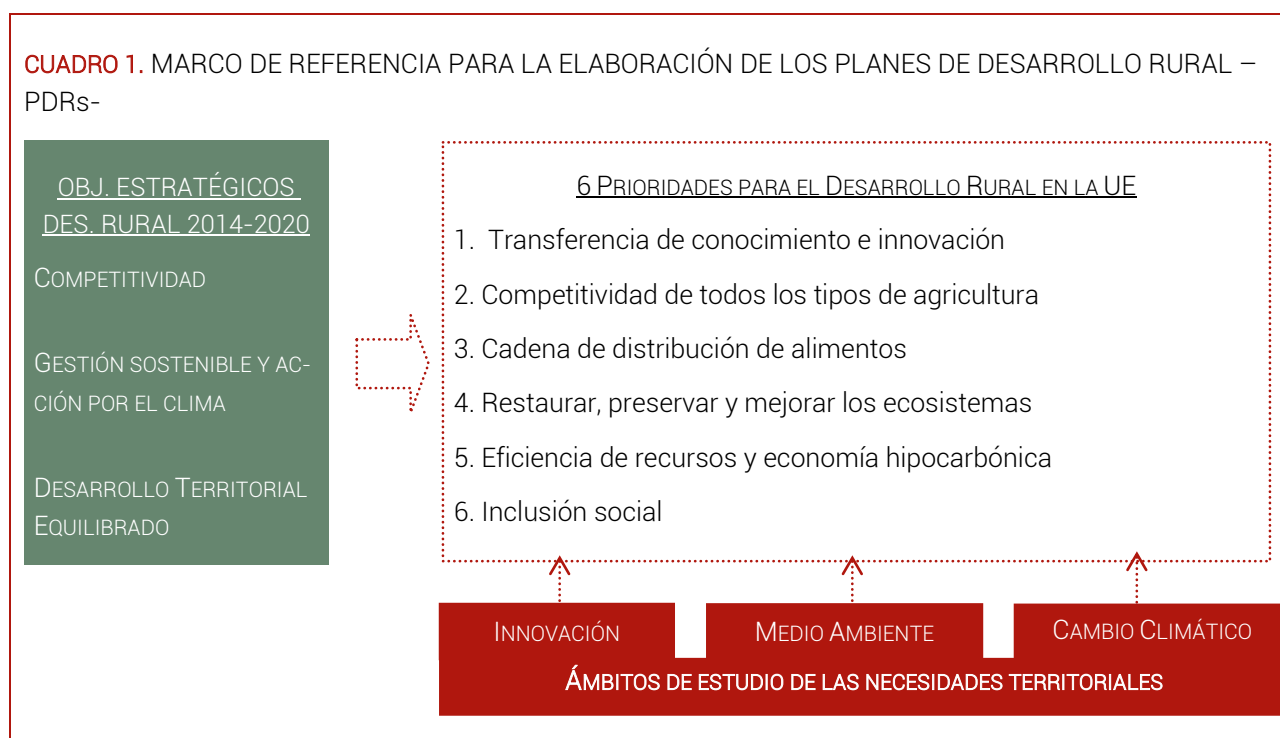 CUADRO 1. MARCO DE REFERENCIA PARA LA ELABORACIÓN DE LOS PLANES DE DESARROLLO RURAL –
PDRs-
OBJ. ESTRATÉGICOS
DES. RURAL 2014-2020
COMPETITIVIDAD
GESTIÓN SOSTENIBLE Y AC-
CIÓN POR EL CLIMA
DESARROLLO TERRITORIAL
EQUILIBRADO
6 PRIORIDADES PARA EL DESARROLLO RURAL EN LA UE
1. Transferencia de conocimiento e innovación
2. Competitividad de todos los tipos de agricultura
3. Cadena de distribución de alimentos
4. Restaurar, preservar y mejorar los ecosistemas
5. Eficiencia de recursos y economía hipocarbónica
6. Inclusión social
INNOVACIÓN
MEDIO AMBIENTE
CAMBIO CLIMÁTICO
ÁMBITOS DE ESTUDIO DE LAS NECESIDADES TERRITORIALES